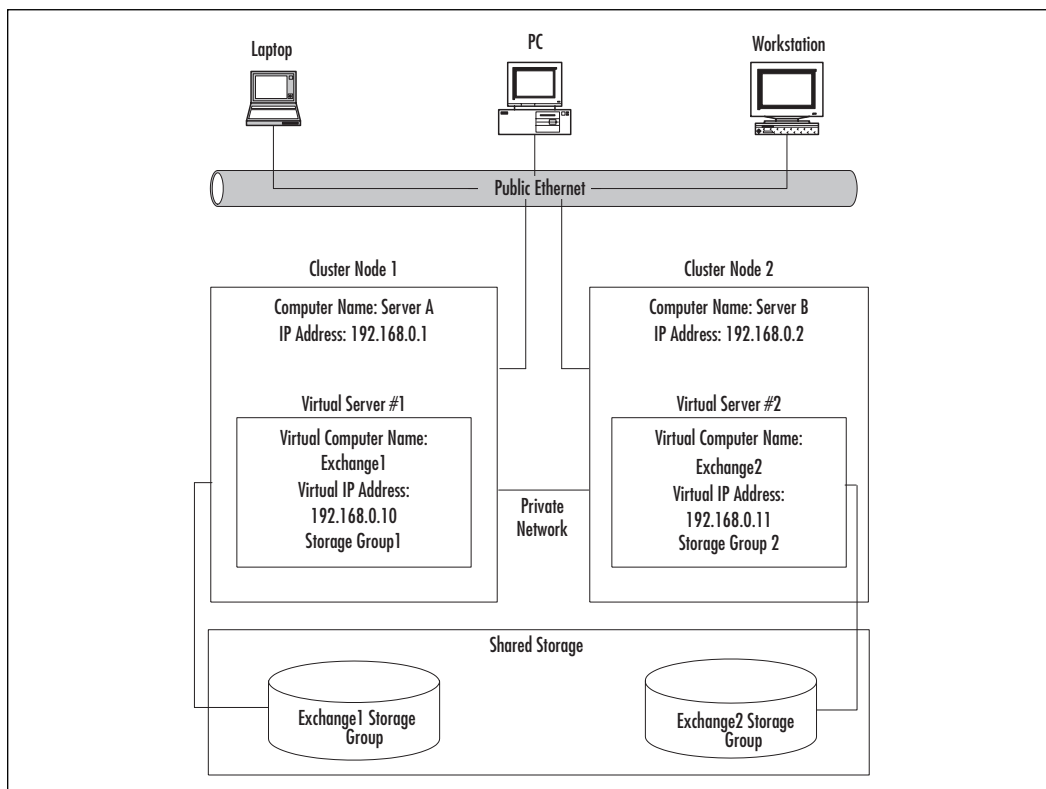 Laptop
PC
Workstation
Public Ethernet
Cluster Node 1
Computer Name: Server A
IP Address: 192.168.0.1
Virtual Server #1
Virtual Computer Name:
Exchange1
Virtual IP Address:
192.168.0.10
Storage Group1
Private
Network
Cluster Node 2
Computer Name: Server B
IP Address: 192.168.0.2
Virtual Server #2
Virtual Computer Name:
Exchange2
Virtual IP Address:
192.168.0.11
Storage Group 2
Shared Storage
Exchange1 Storage
Group
Exchange2 Storage
Group